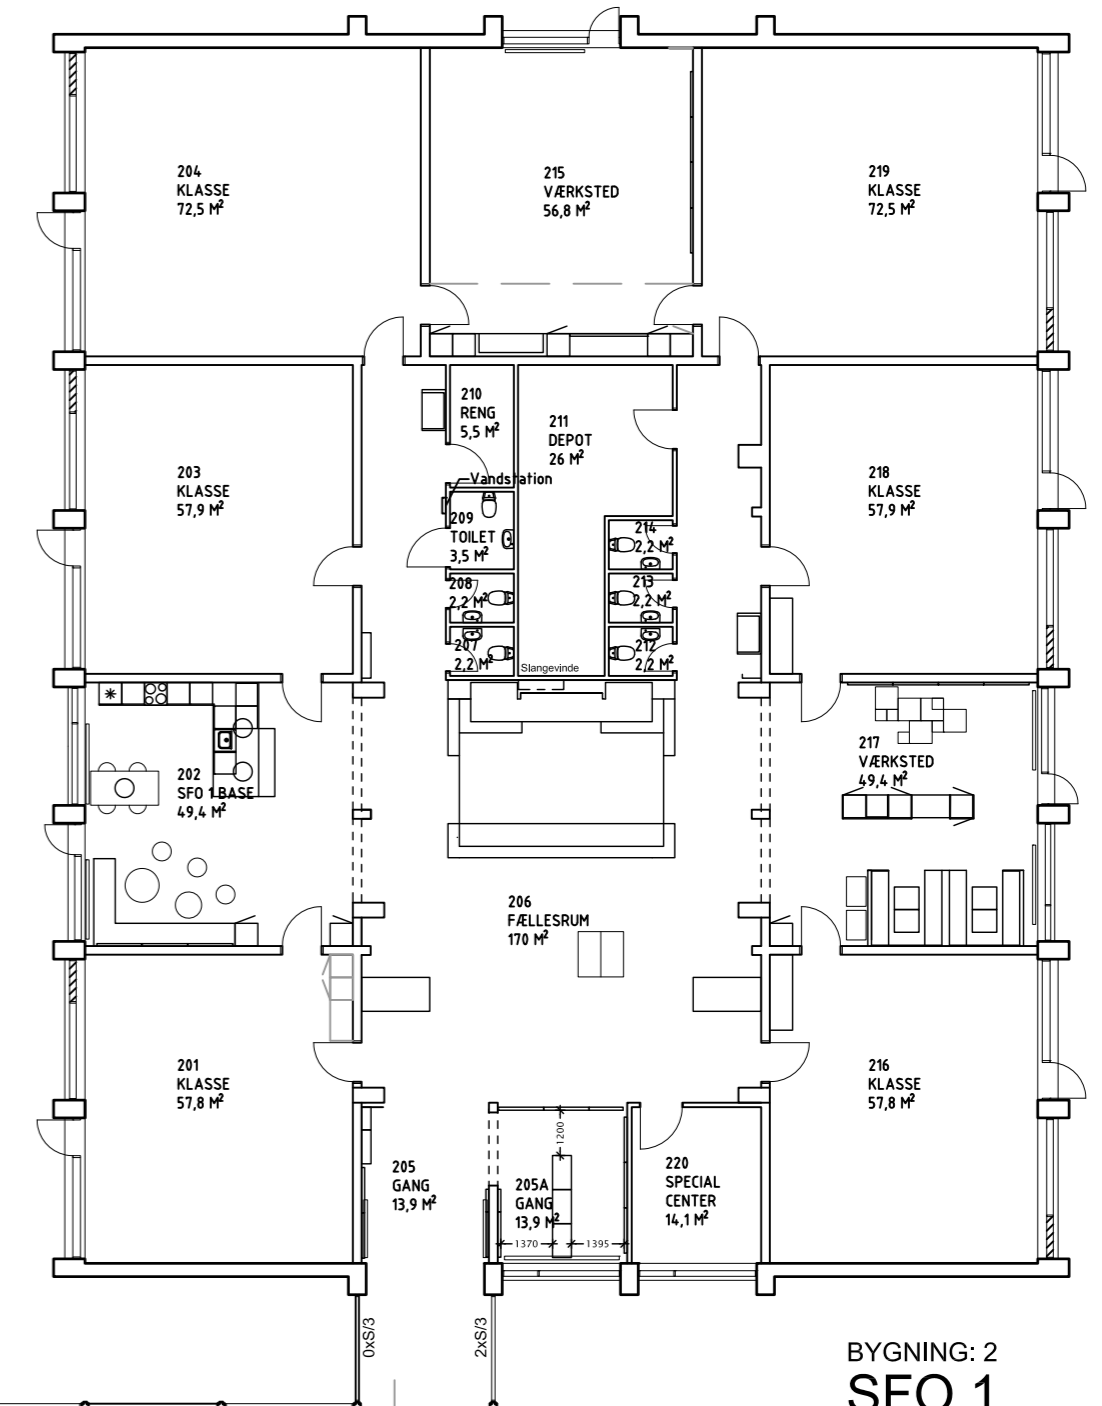 204
KLASSE
72,5 M²
215
VÆRKSTED
56,8 M²
219
KLASSE
72,5 M²
210
RENG
5,5 M²
211
DEPOT
26 M²
203
KLASSE
57,9 M²
218
KLASSE
57,9 M²
Vandstation
209
TOILET
3,5 M²
214
2,2 M²
208
2,2 M²
213
2,2 M²
207
2,2 M²
212
2,2 M²
Slangevinde
202
SFO 1 BASE
49,4 M²
217
VÆRKSTED
49,4 M²
206
FÆLLESRUM
170 M²
201
KLASSE
57,8 M²
216
KLASSE
57,8 M²
1200
205
GANG
13,9 M²
205A
GANG
13,9 M²
220
SPECIAL
CENTER
14,1 M²
1370
1395
0xS/3
2xS/3
BYGNING: 2
SFO 1